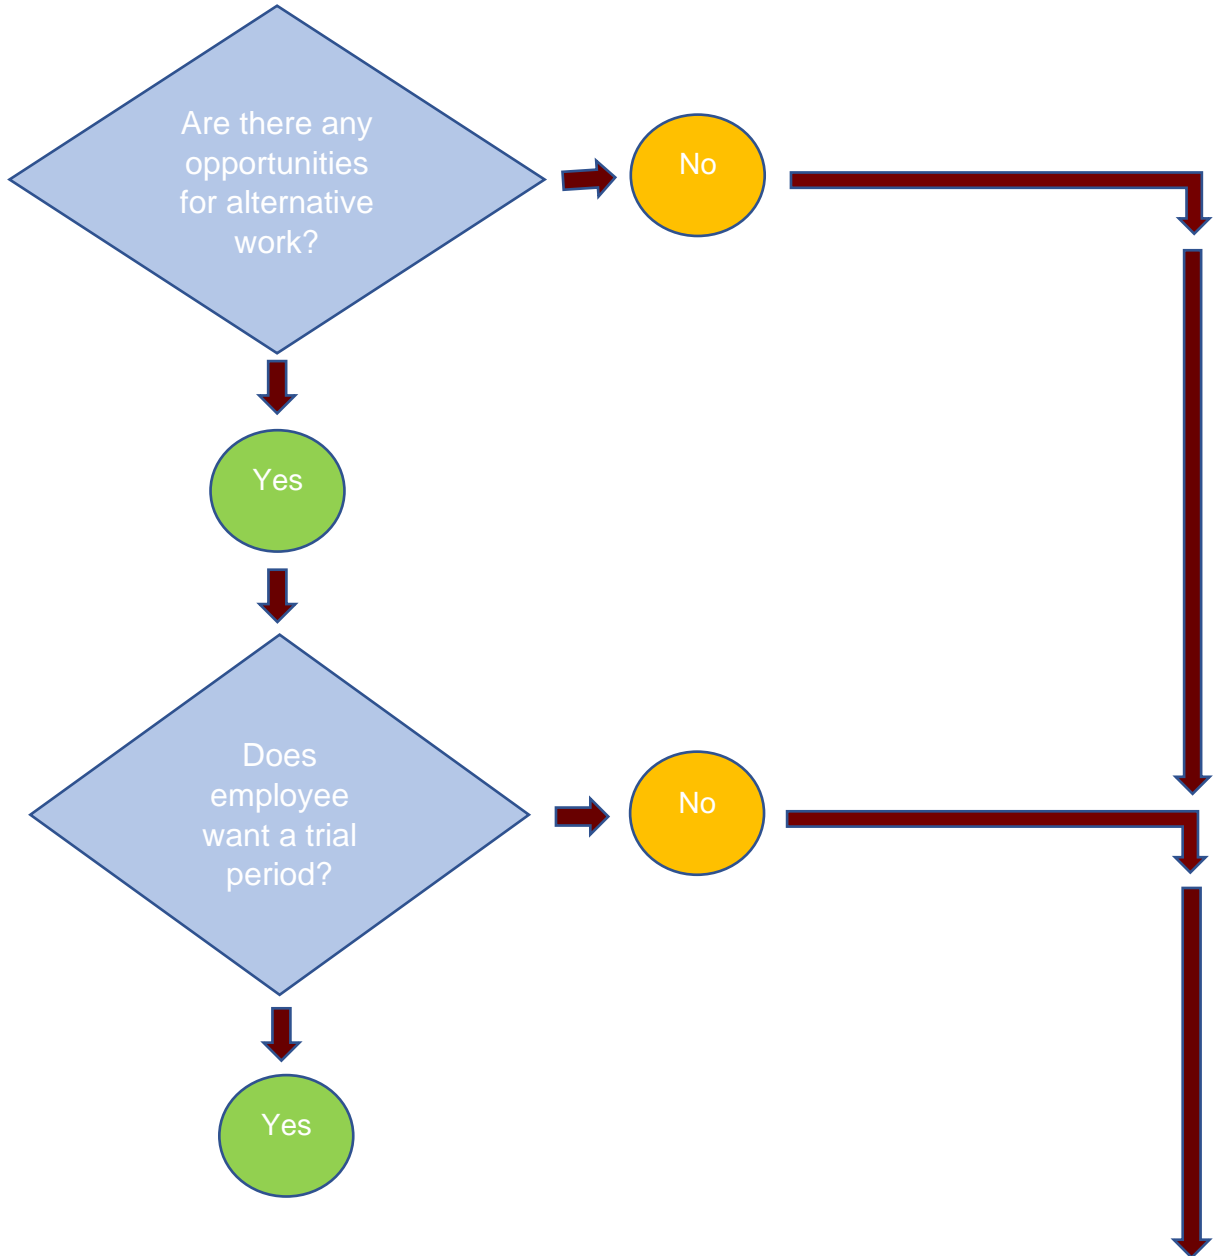 Are there any
opportunities
for alternative
work?
No
Yes
Does
employee
want a trial
period?
No
Yes